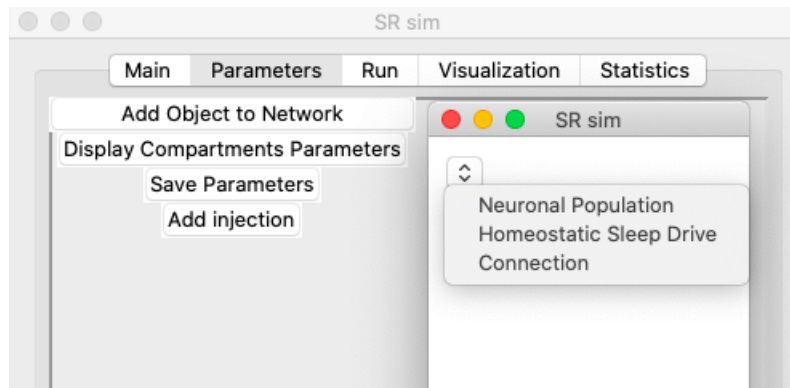 SR sim
Main Parameters Run Visualization Statistics
Add Object to Network
Display Compartments Parameters
Save Parameters
Add injection
SR sim
Neuronal Population
Homeostatic Sleep Drive
Connection